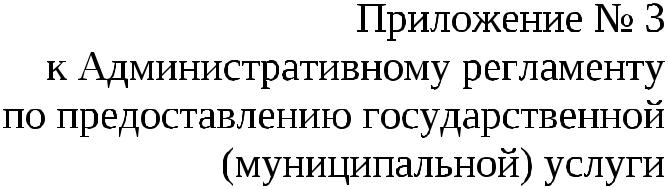 Приложение № 3
к Административному регламенту
по предоставлению государственной
(муниципальной) услуги